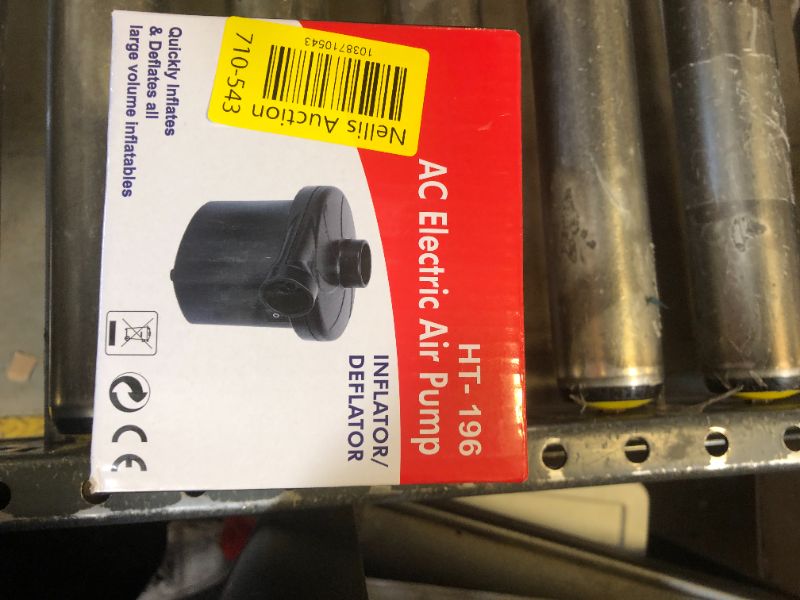 HT- 196
AC Electric Air Pump
INFLATOR/
DEFLATOR
Quickly Inflates
& Deflates all
large volume inflatables
CE
Nellis Auction
1038710543
710-543